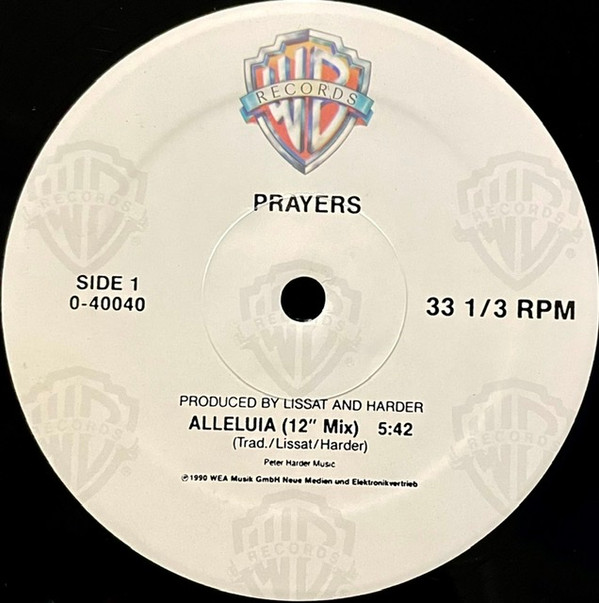 WB
RECORDS
PRAYERS
SIDE 1
0-40040
33 1/3 RPM
PRODUCED BY LISSAT AND HARDER
ALLELUIA (12" Mix) 5:42
(Trad./Lissat/Harder)
Peter Harder Music
℗1990 WEA Musik GmbH Neue Medien und Elektronikvertrieb